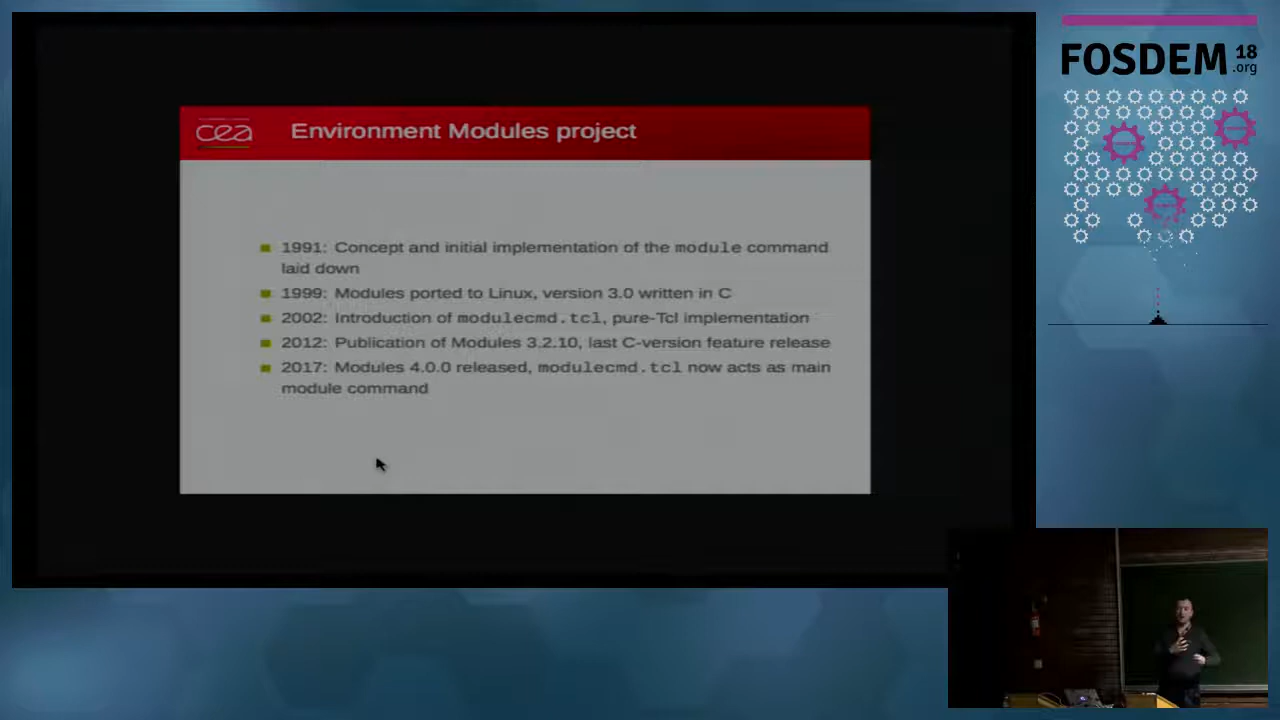 FOSDEM 18
.org
cea
Environment Modules project
1991: Concept and initial implementation of the module command
laid down
1999: Modules ported to Linux, version 3.0 written in C
2002: Introduction of modulecmd.tcl, pure-Tcl implementation
2012: Publication of Modules 3.2.10, last C-version feature release
2017: Modules 4.0.0 released, modulecmd.tcl now acts as main
module command